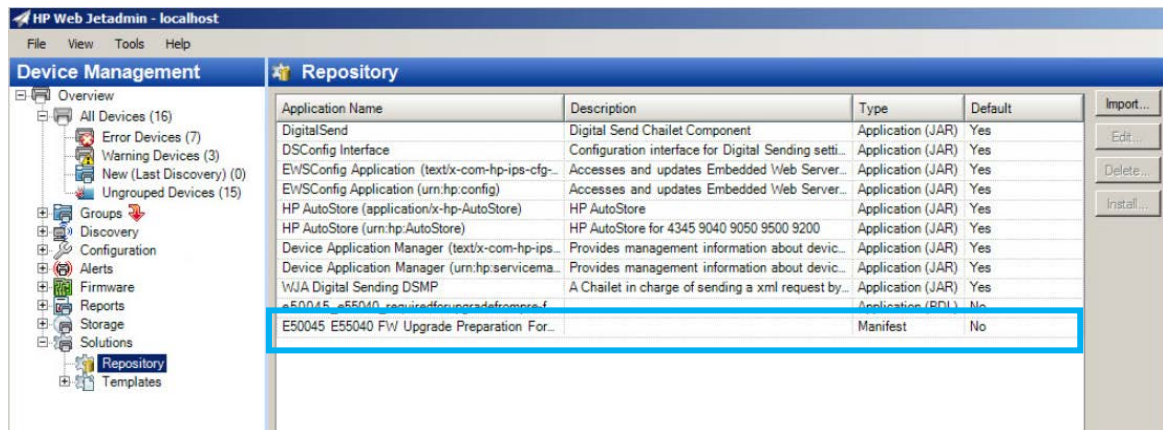 HP Web Jetadmin - localhost
File View Tools Help
Device Management
Repository
Overview
All Devices (16)
Error Devices (7)
Warning Devices (3)
New (Last Discovery) (0)
Ungrouped Devices (15)
Groups
Discovery
Configuration
Alerts
Firmware
Reports
Storage
Solutions
Repository
Templates
Application Name Description Type Default
DigitalSend Digital Send Chailet Component Application (JAR) Yes
DSConfig Interface Configuration interface for Digital Sending setti... Application (JAR) Yes
EWSConfig Application (text/x-com-hp-ips-cfg-... Accesses and updates Embedded Web Server... Application (JAR) Yes
EWSConfig Application (urn:hp:config) Accesses and updates Embedded Web Server... Application (JAR) Yes
HP AutoStore (application/x-hp-AutoStore) HP AutoStore Application (JAR) Yes
HP AutoStore (urn:hp:AutoStore) HP AutoStore for 4345 9040 9050 9500 9200 Application (JAR) Yes
Device Application Manager (text/x-com-hp-ips... Provides management information about devic... Application (JAR) Yes
Device Application Manager (urn:hp:servicema... Provides management information about devic... Application (JAR) Yes
WJA Digital Sending DSMP A Chailet in charge of sending a xml request by... Application (JAR) Yes
e50045_e55040_requiredforupgradefrompre-f... Application (BDL) No
E50045 E55040 FW Upgrade Preparation For... Manifest No
Import...
Edit...
Delete...
Install...